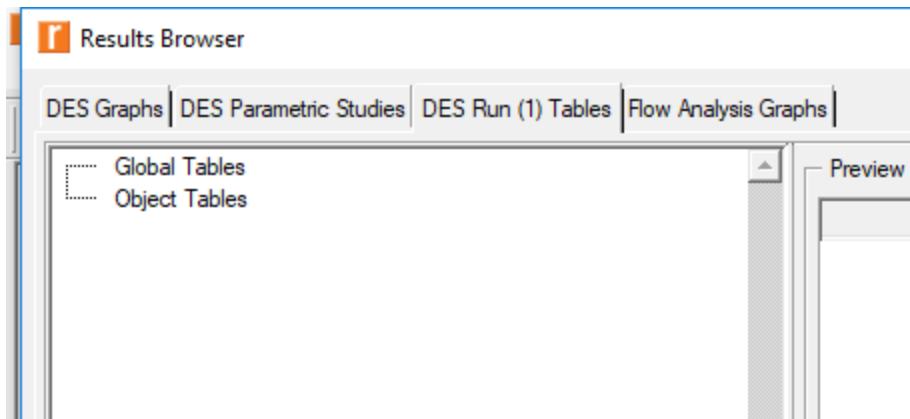 Results Browser
DES Graphs DES Parametric Studies DES Run (1) Tables Flow Analysis Graphs
Global Tables
Object Tables
Preview